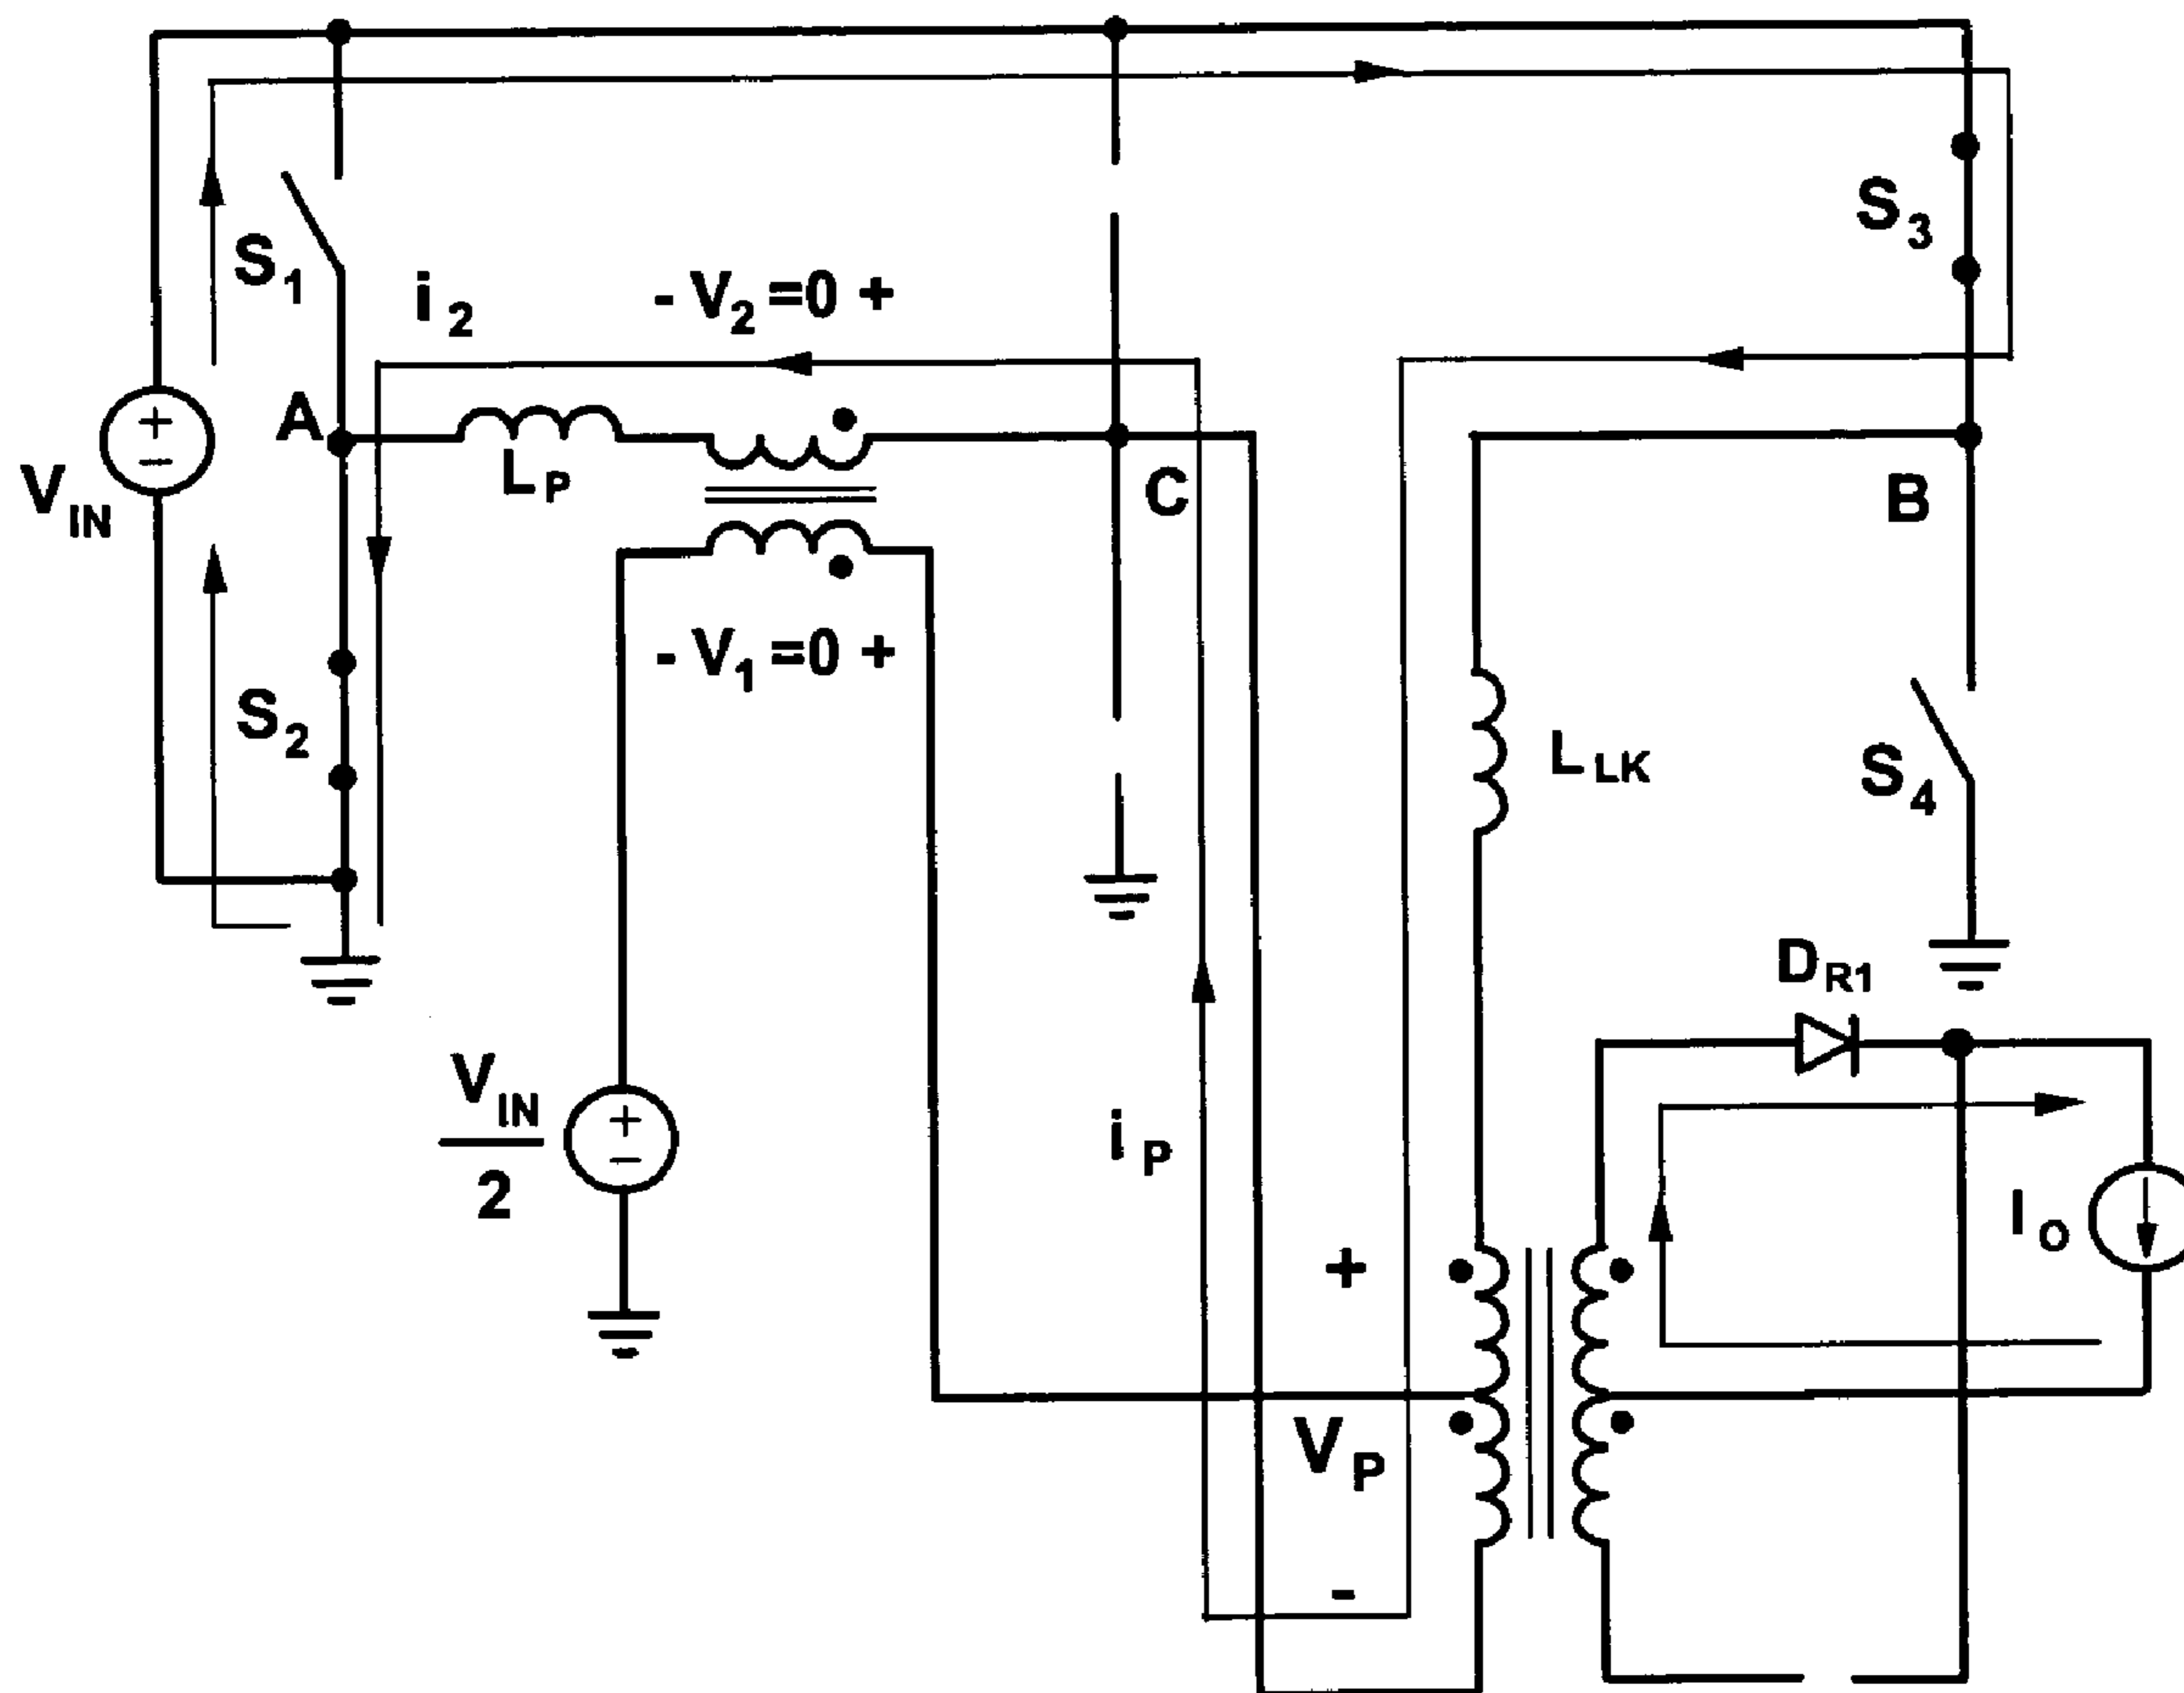 S3
S1
i2
- V2 =0 +
A
VIN
+
−
LP
C
B
- V1 =0 +
S2
LLK
S4
DR1
VIN
2
+
−
iP
IO
+
VP
-